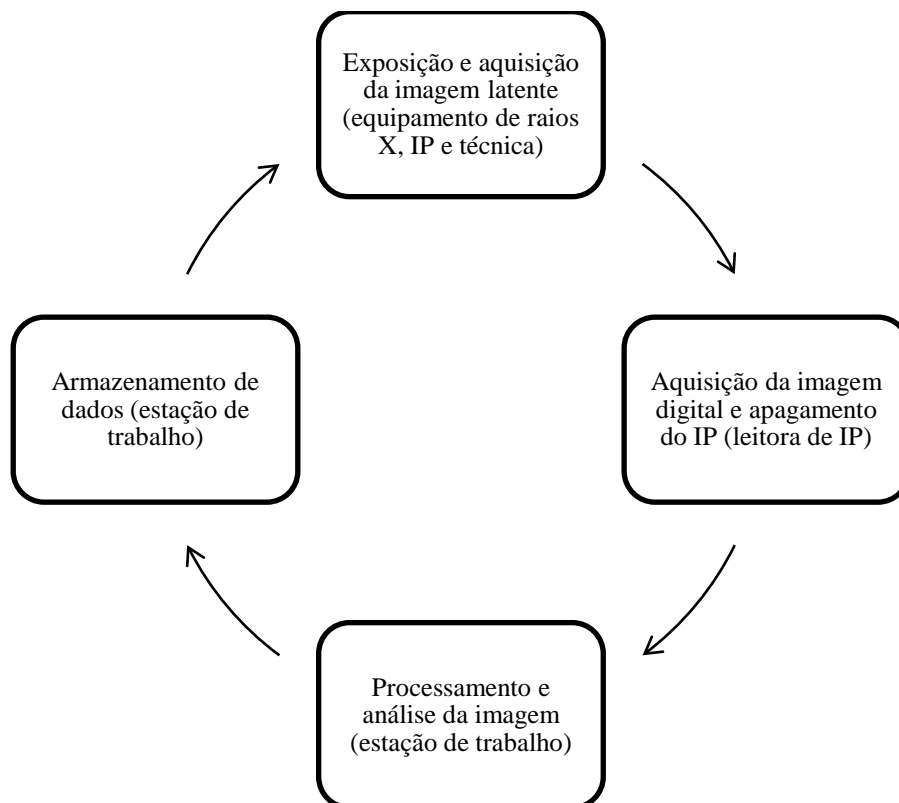 Exposição e aquisição
da imagem latente
(equipamento de raios
X, IP e técnica)
Aquisição da imagem
digital e apagamento
do IP (leitora de IP)
Processamento e
análise da imagem
(estação de trabalho)
Armazenamento de
dados (estação de
trabalho)